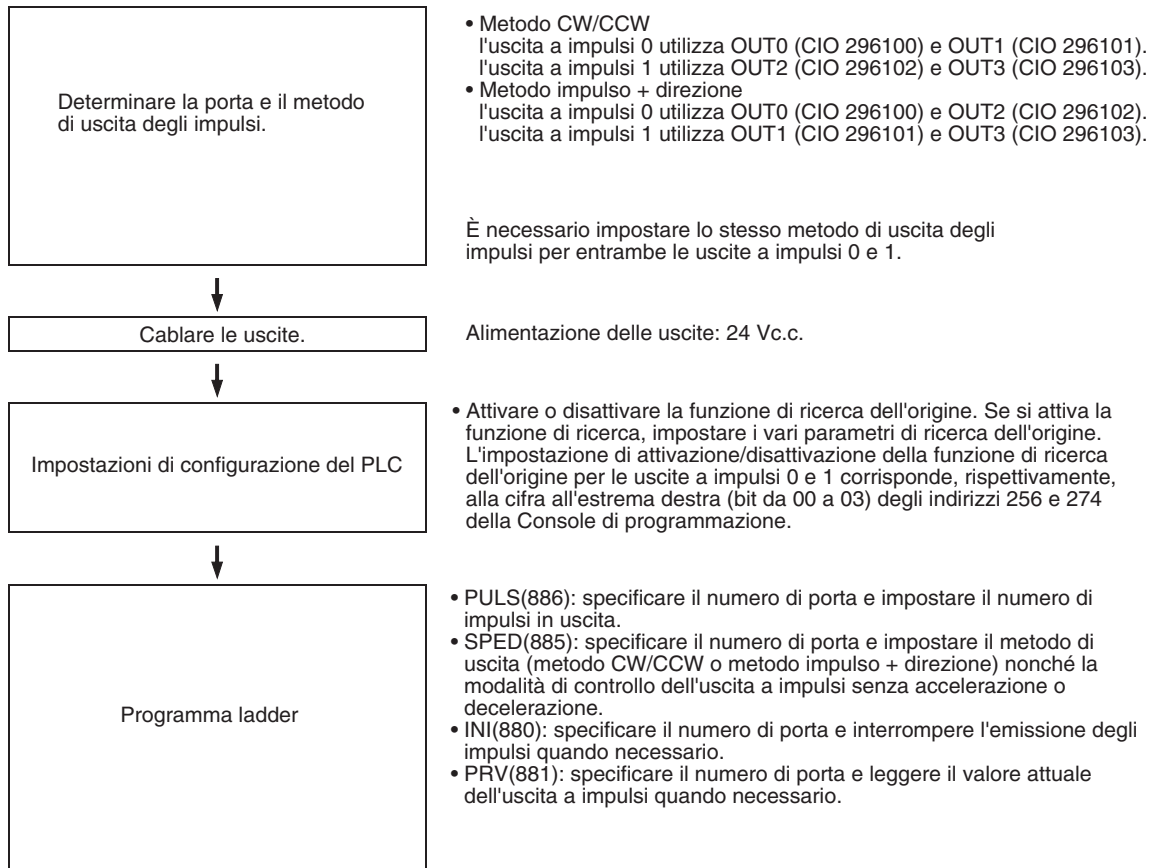 Determinare la porta e il metodo
di uscita degli impulsi.
• Metodo CW/CCW
l'uscita a impulsi 0 utilizza OUT0 (CIO 296100) e OUT1 (CIO 296101).
l'uscita a impulsi 1 utilizza OUT2 (CIO 296102) e OUT3 (CIO 296103).
• Metodo impulso + direzione
l'uscita a impulsi 0 utilizza OUT0 (CIO 296100) e OUT2 (CIO 296102).
l'uscita a impulsi 1 utilizza OUT1 (CIO 296101) e OUT3 (CIO 296103).
È necessario impostare lo stesso metodo di uscita degli
impulsi per entrambe le uscite a impulsi 0 e 1.
Cablare le uscite.
Alimentazione delle uscite: 24 Vc.c.
Impostazioni di configurazione del PLC
• Attivare o disattivare la funzione di ricerca dell'origine. Se si attiva la
funzione di ricerca, impostare i vari parametri di ricerca dell'origine.
L'impostazione di attivazione/disattivazione della funzione di ricerca
dell'origine per le uscite a impulsi 0 e 1 corrisponde, rispettivamente,
alla cifra all'estrema destra (bit da 00 a 03) degli indirizzi 256 e 274
della Console di programmazione.
Programma ladder
• PULS(886): specificare il numero di porta e impostare il numero di
impulsi in uscita.
• SPED(885): specificare il numero di porta e impostare il metodo di
uscita (metodo CW/CCW o metodo impulso + direzione) nonché la
modalità di controllo dell'uscita a impulsi senza accelerazione o
decelerazione.
• INI(880): specificare il numero di porta e interrompere l'emissione degli
impulsi quando necessario.
• PRV(881): specificare il numero di porta e leggere il valore attuale
dell'uscita a impulsi quando necessario.